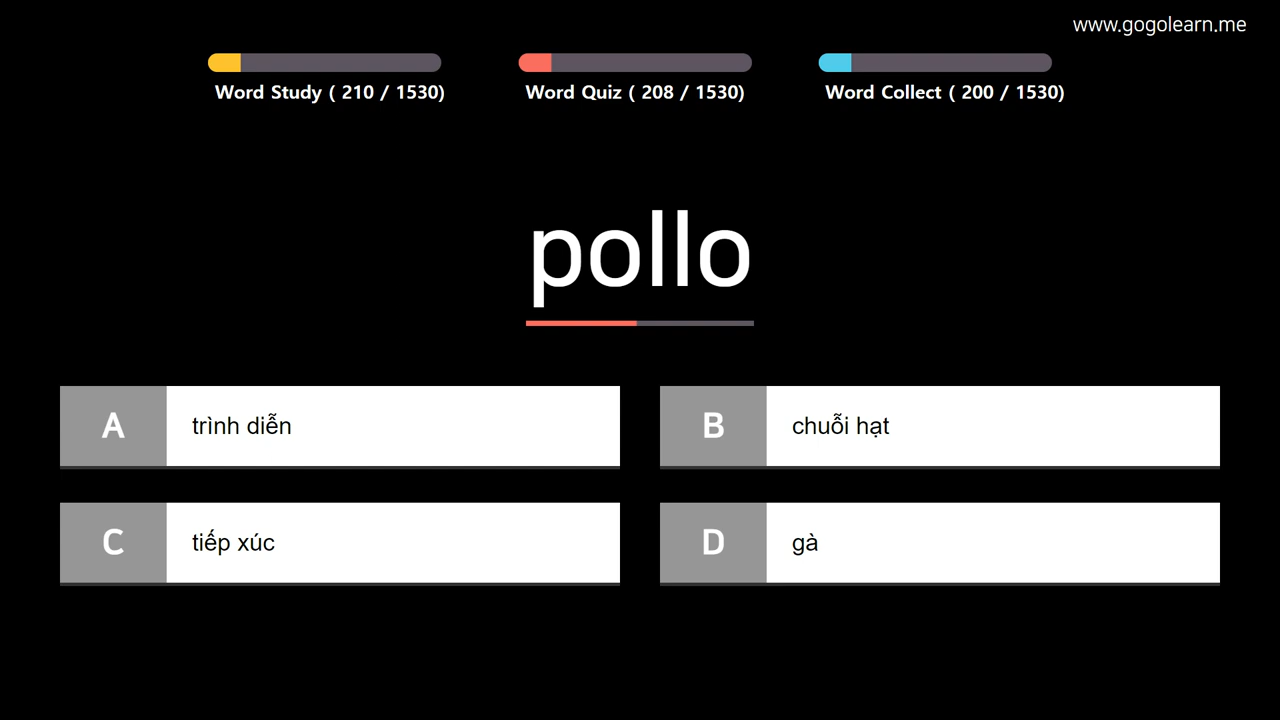 www.gogolearn.me
Word Study ( 210 / 1530)
Word Quiz ( 208 / 1530)
Word Collect ( 200 / 1530)
pollo
A
trình diễn
B
chuỗi hạt
C
tiếp xúc
D
gà